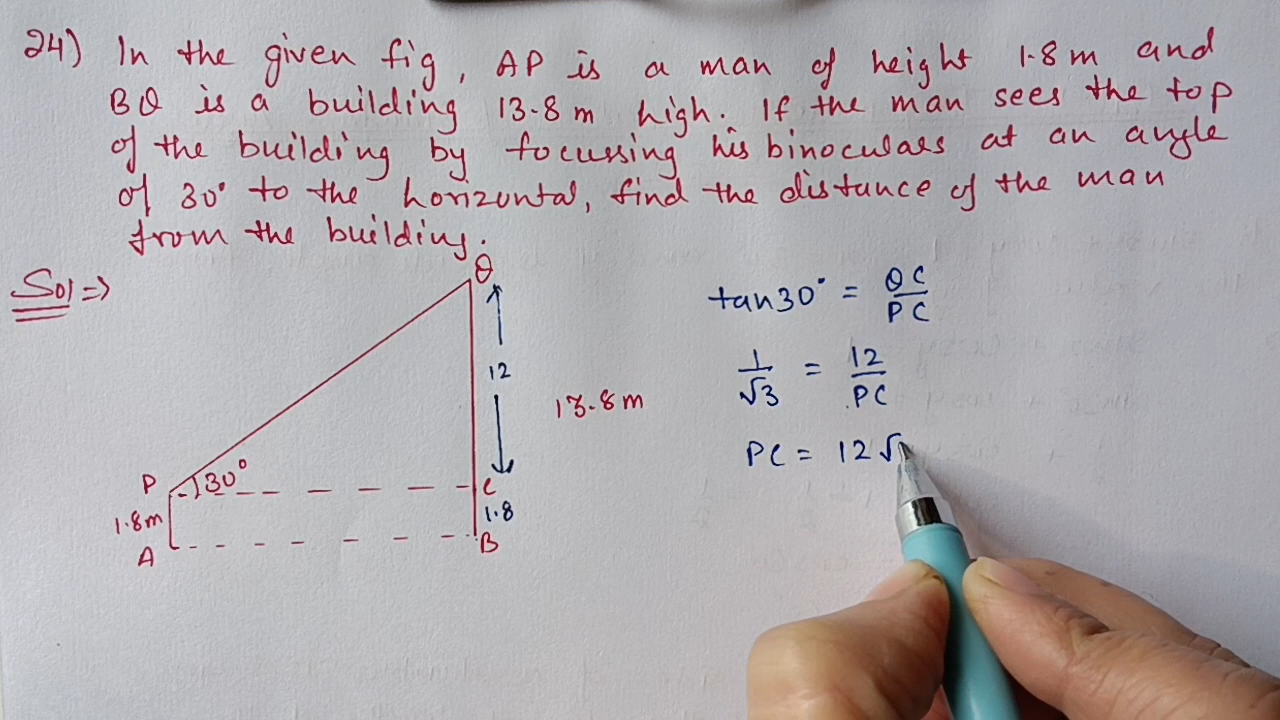 24) In the given fig, AP is a man of height 1.8m and
BQ is a building 13.8 m high. If the man sees the top
of the building by focussing his binoculars at an angle
of 30° to the horizontal, find the distance of the man
from the building.
Sol ⇒
Q
12
13.8m
P
30°
C
1.8m
1.8
A
B
tan30° = QC/PC
1/√3 = 12/PC
PC = 12√